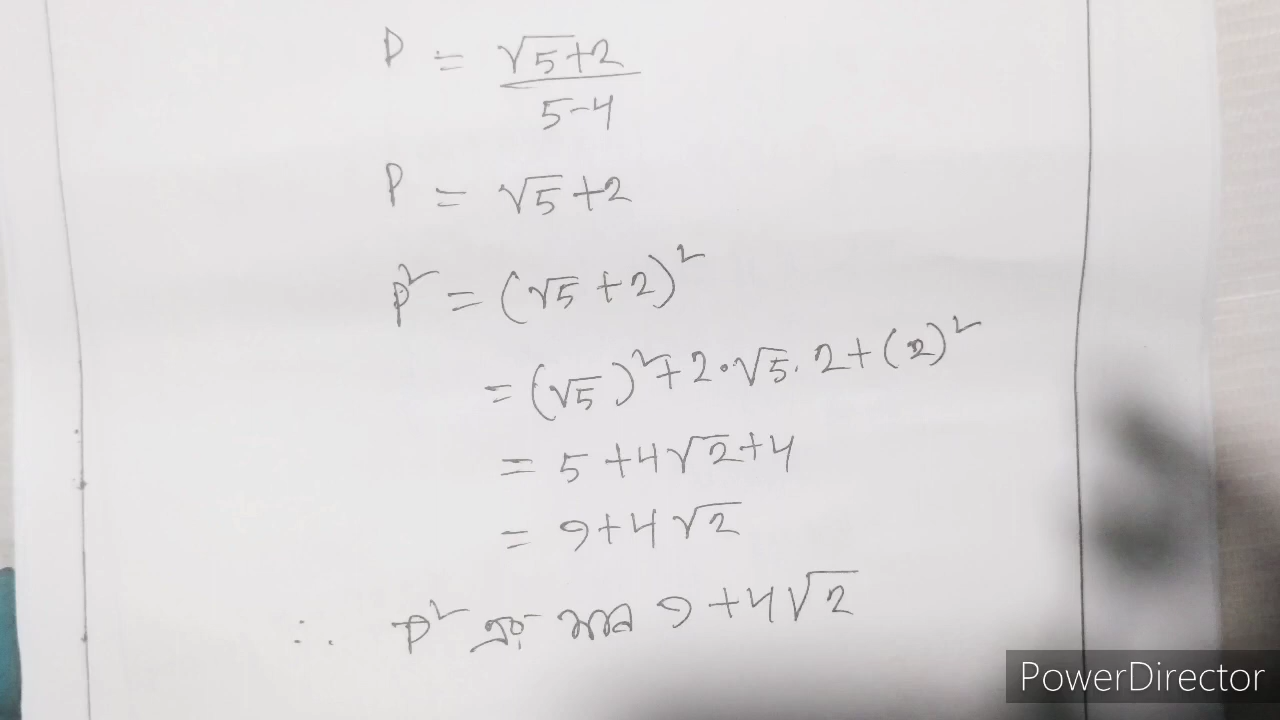 P = √5+2
5-4
P = √5+2
P² = (√5+2)²
= (√5)²+2·√5.2+(2)²
= 5+4√2+4
= 9+4√2
∴ P² এর মান 9+4√2
PowerDirector